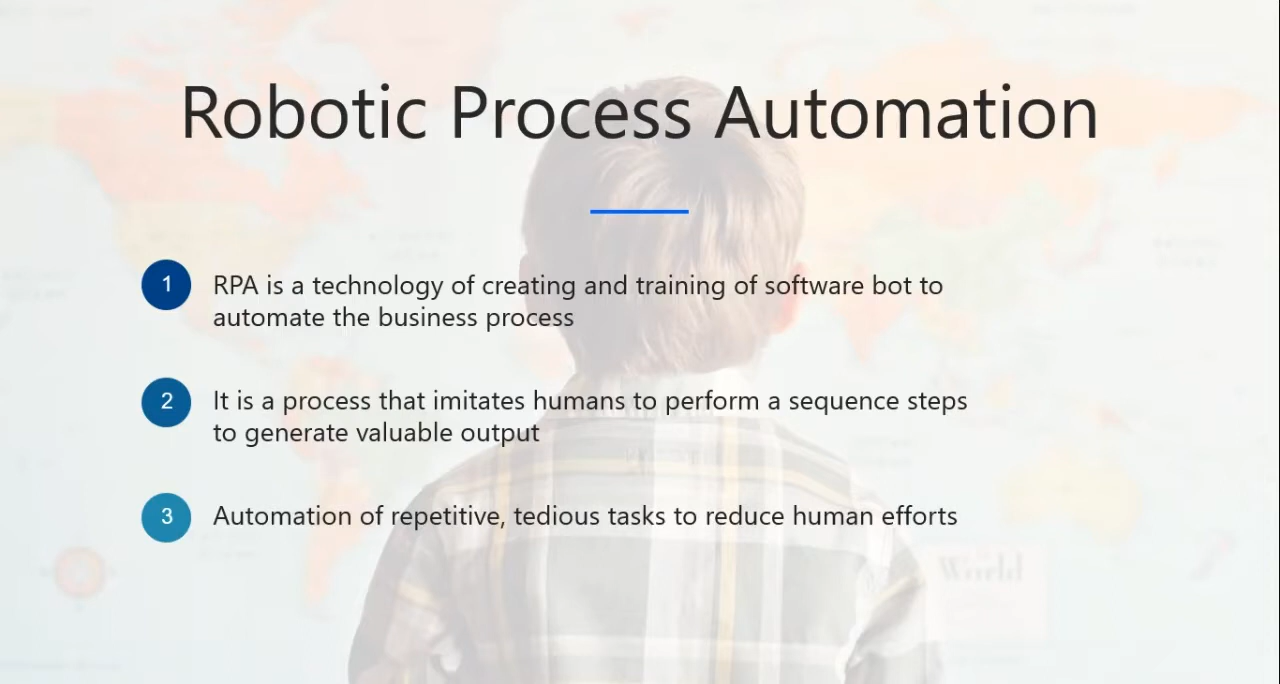 Robotic Process Automation
1 RPA is a technology of creating and training of software bot to
automate the business process
2 It is a process that imitates humans to perform a sequence steps
to generate valuable output
3 Automation of repetitive, tedious tasks to reduce human efforts
World